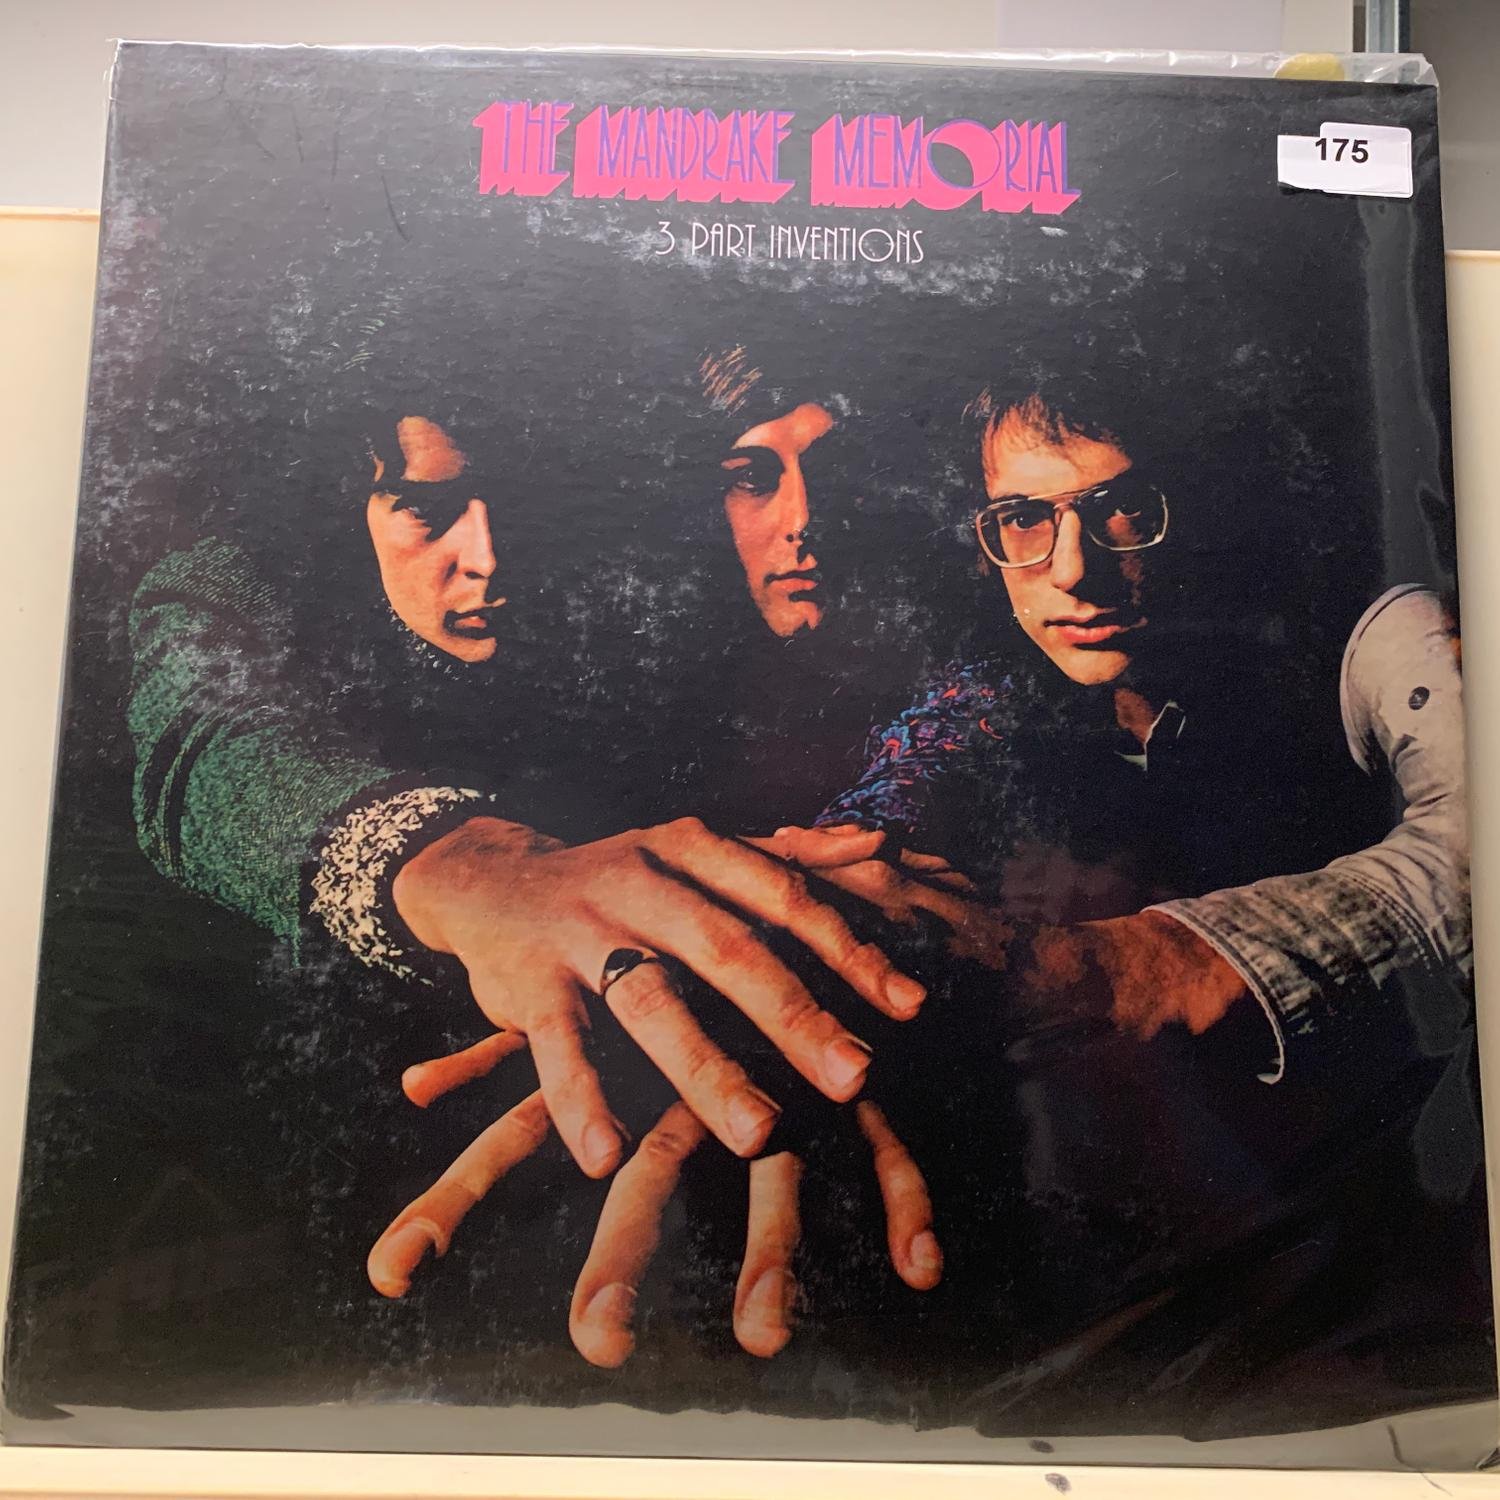 THE MANDRAKE MEMORIAL
3 PART INVENTIONS
175